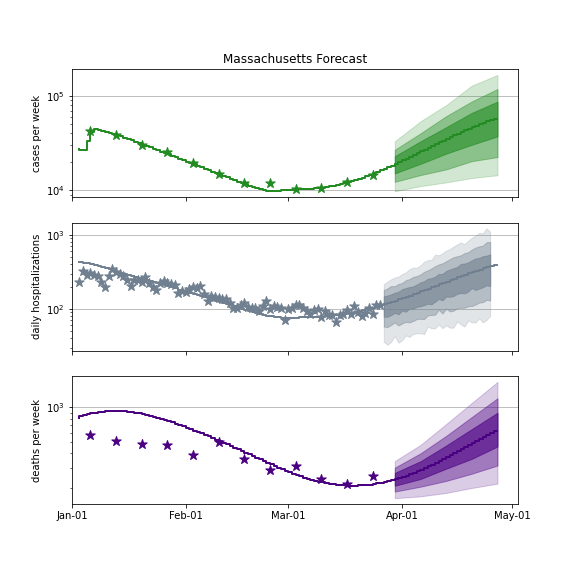 Massachusetts Forecast
cases per week
10^5
10^4
daily hospitalizations
10^3
10^2
deaths per week
10^3
Jan-01 Feb-01 Mar-01 Apr-01 May-01